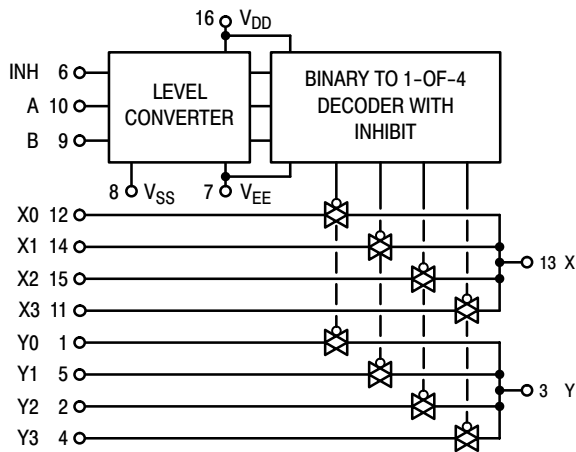 16 VDD
INH 6
A 10
B 9
LEVEL
CONVERTER
BINARY TO 1-OF-4
DECODER WITH
INHIBIT
8 VSS
7 VEE
X0 12
X1 14
X2 15
X3 11
13 X
Y0 1
Y1 5
Y2 2
Y3 4
3 Y